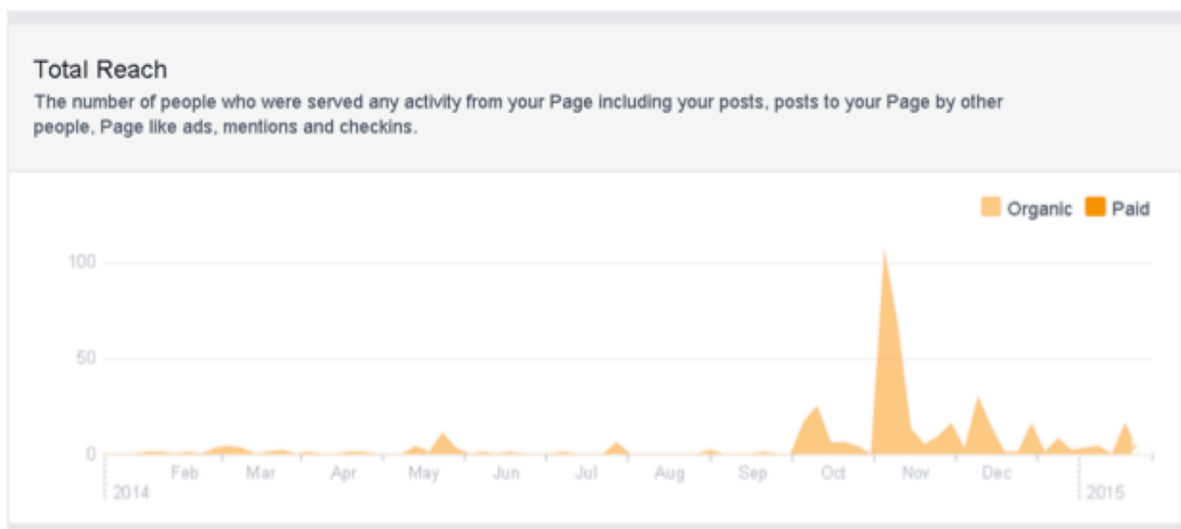 Total Reach
The number of people who were served any activity from your Page including your posts, posts to your Page by other
people, Page like ads, mentions and checkins.
Organic Paid
100
50
0
Feb Mar Apr May Jun Jul Aug Sep Oct Nov Dec
2014 2015